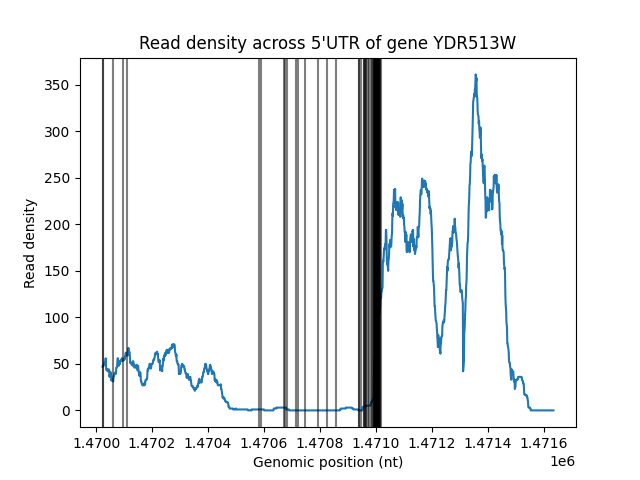 Read density across 5'UTR of gene YDR513W
Read density
350
300
250
200
150
100
50
0
1.4700 1.4702 1.4704 1.4706 1.4708 1.4710 1.4712 1.4714 1.4716
1e6
Genomic position (nt)